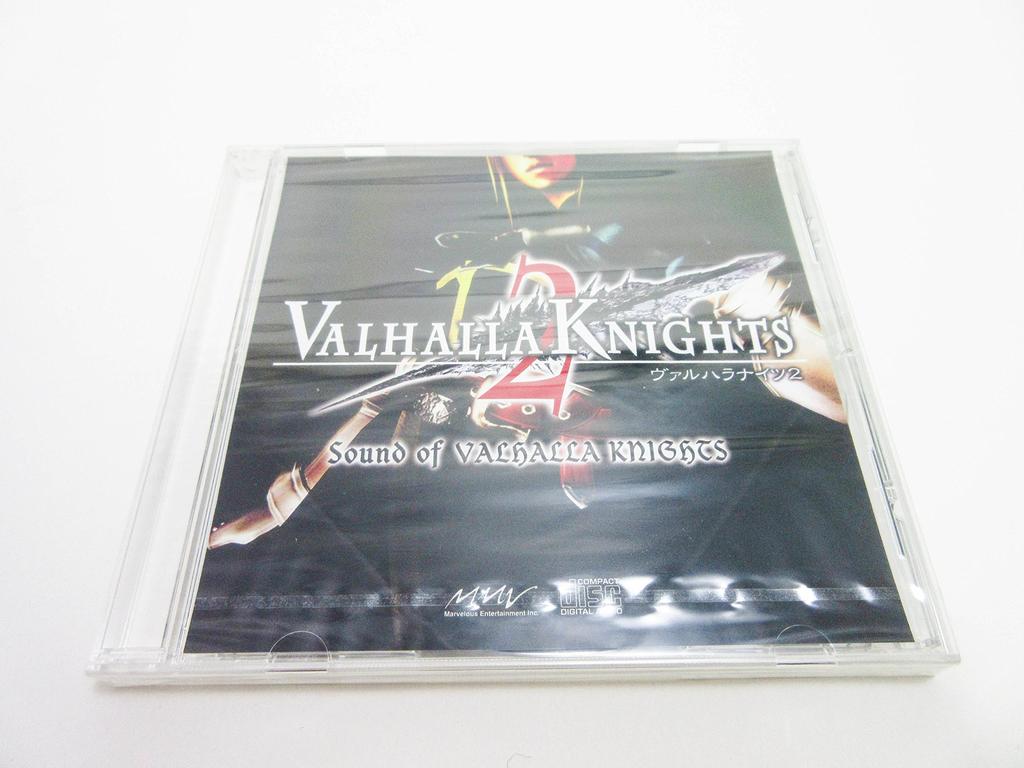 2
VALHALLA KNIGHTS
ヴァルハラナイツ2
Sound of VALHALLA KNIGHTS
MMV
Marvelous Entertainment Inc.
COMPACT
disc
DIGITAL AUDIO